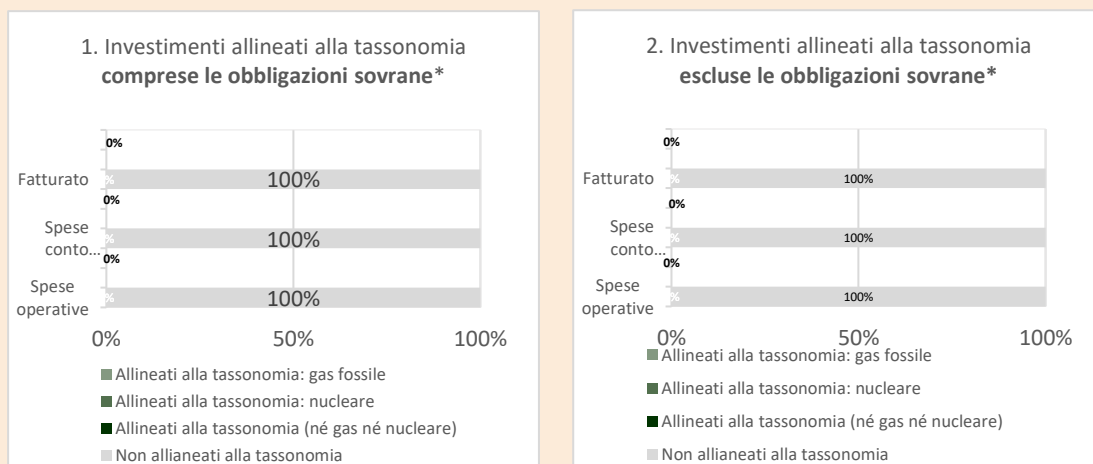 1. Investimenti allineati alla tassonomia
comprese le obbligazioni sovrane*
0%
Fatturato
%
100%
0%
Spese
conto...
%
100%
0%
Spese
operative
%
100%
0%
50%
100%
Allineati alla tassonomia: gas fossile
Allineati alla tassonomia: nucleare
Allineati alla tassonomia (né gas né nucleare)
Non allianeati alla tassonomia
2. Investimenti allineati alla tassonomia
escluse le obbligazioni sovrane*
0%
Fatturato
%
100%
0%
Spese
conto...
%
100%
0%
Spese
operative
%
100%
0%
50%
100%
Allineati alla tassonomia: gas fossile
Allineati alla tassonomia: nucleare
Allineati alla tassonomia (né gas né nucleare)
Non allianeati alla tassonomia